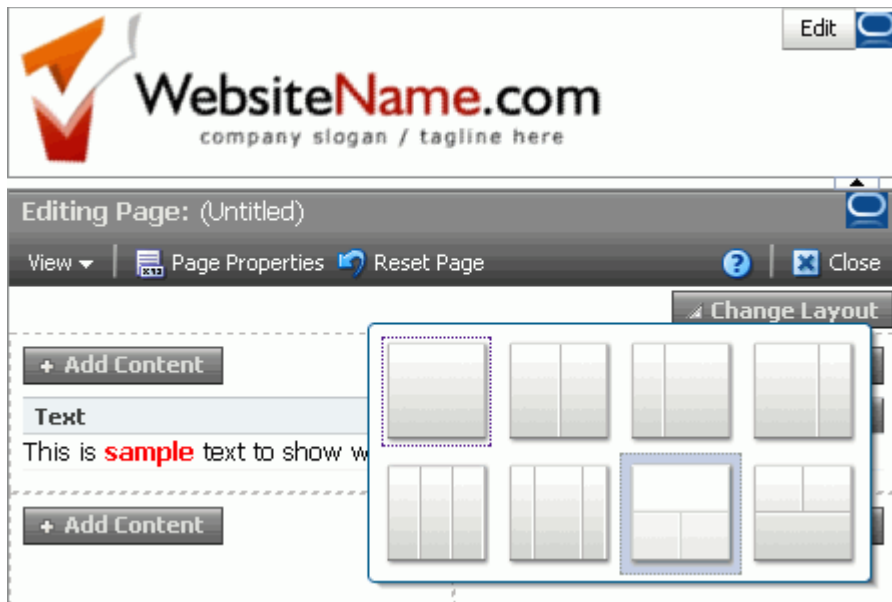 Edit
WebsiteName.com
company slogan / tagline here
Editing Page: (Untitled)
View Page Properties Reset Page ? Close
Change Layout
+ Add Content
Text
This is sample text to show
+ Add Content